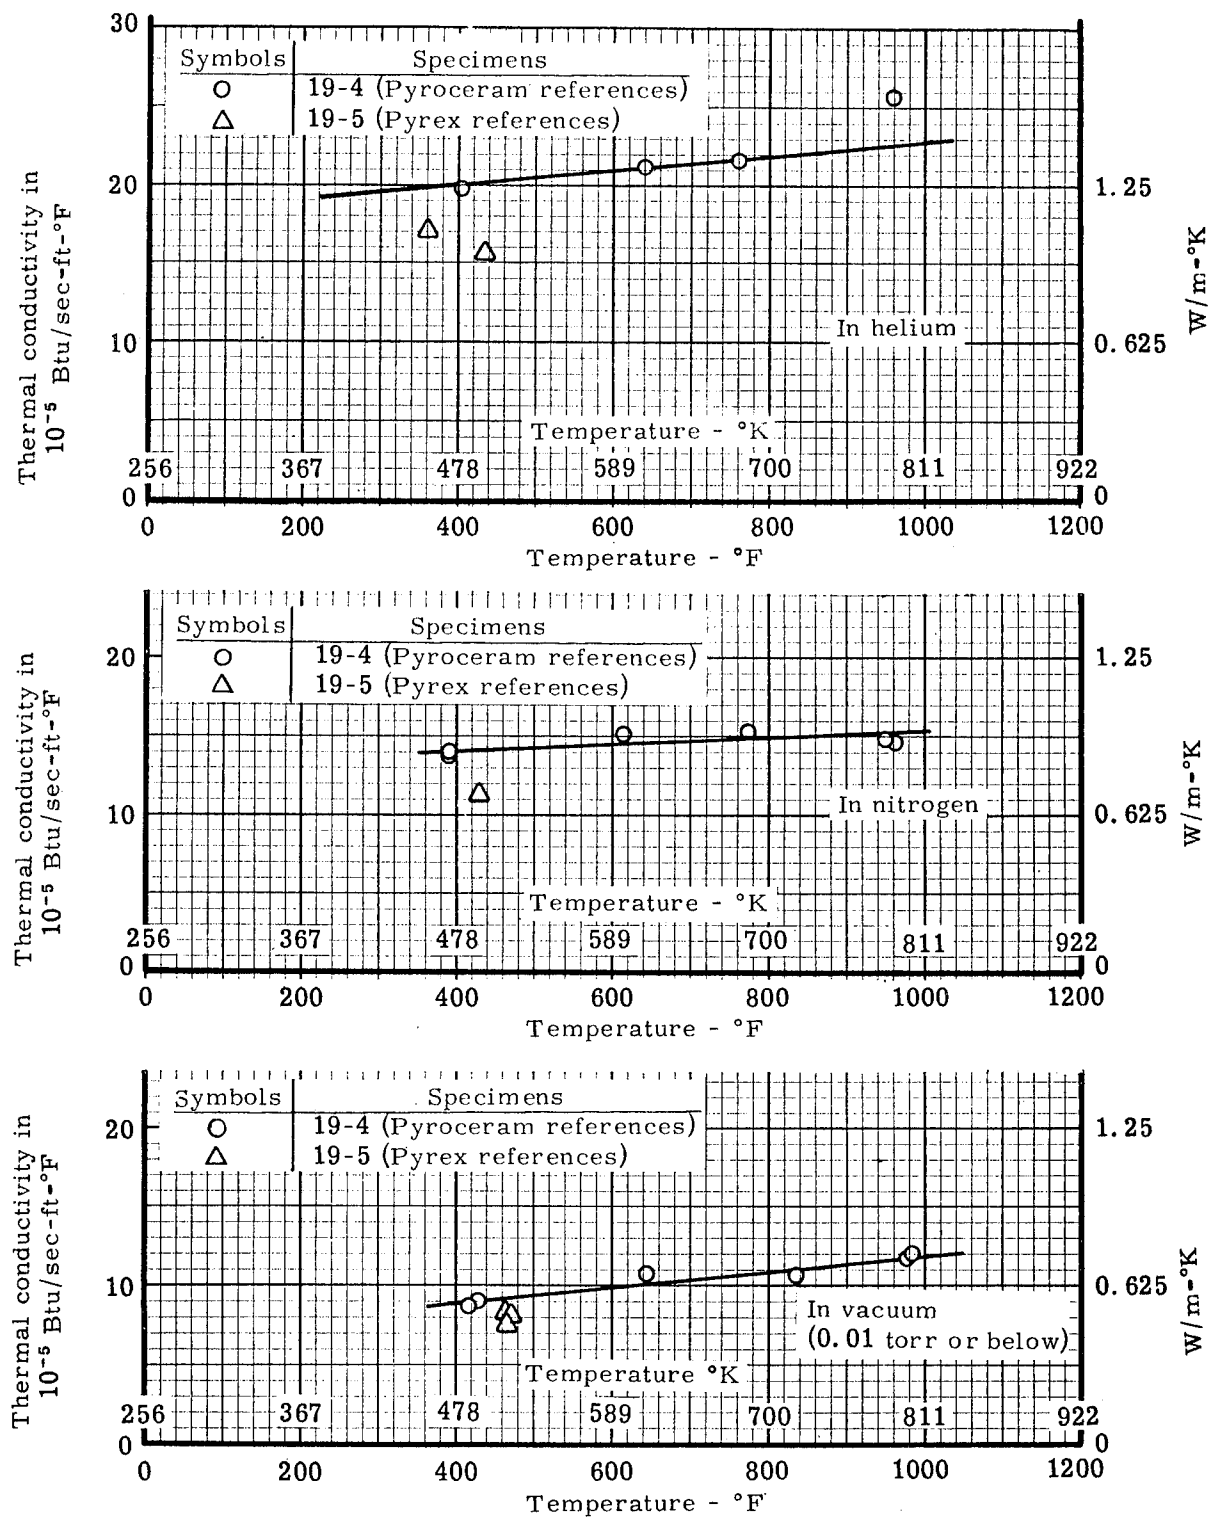 30
Symbols Specimens
19-4 (Pyroceram references)
19-5 (Pyrex references)
20
1.25
Thermal conductivity in
10⁻⁵ Btu/sec-ft-°F
W/m-°K
In helium
10
0.625
Temperature - °K
256 367 478 589 700 811 922
0 0
0 200 400 600 800 1000 1200
Temperature - °F
Symbols Specimens
19-4 (Pyroceram references)
19-5 (Pyrex references)
20
1.25
Thermal conductivity in
10⁻⁵ Btu/sec-ft-°F
W/m-°K
In nitrogen
10
0.625
Temperature - °K
256 367 478 589 700 811 922
0 0
0 200 400 600 800 1000 1200
Temperature - °F
Symbols Specimens
19-4 (Pyroceram references)
19-5 (Pyrex references)
20
1.25
Thermal conductivity in
10⁻⁵ Btu/sec-ft-°F
W/m-°K
10
0.625
In vacuum
(0.01 torr or below)
Temperature °K
256 367 478 589 700 811 922
0 0
0 200 400 600 800 1000 1200
Temperature - °F